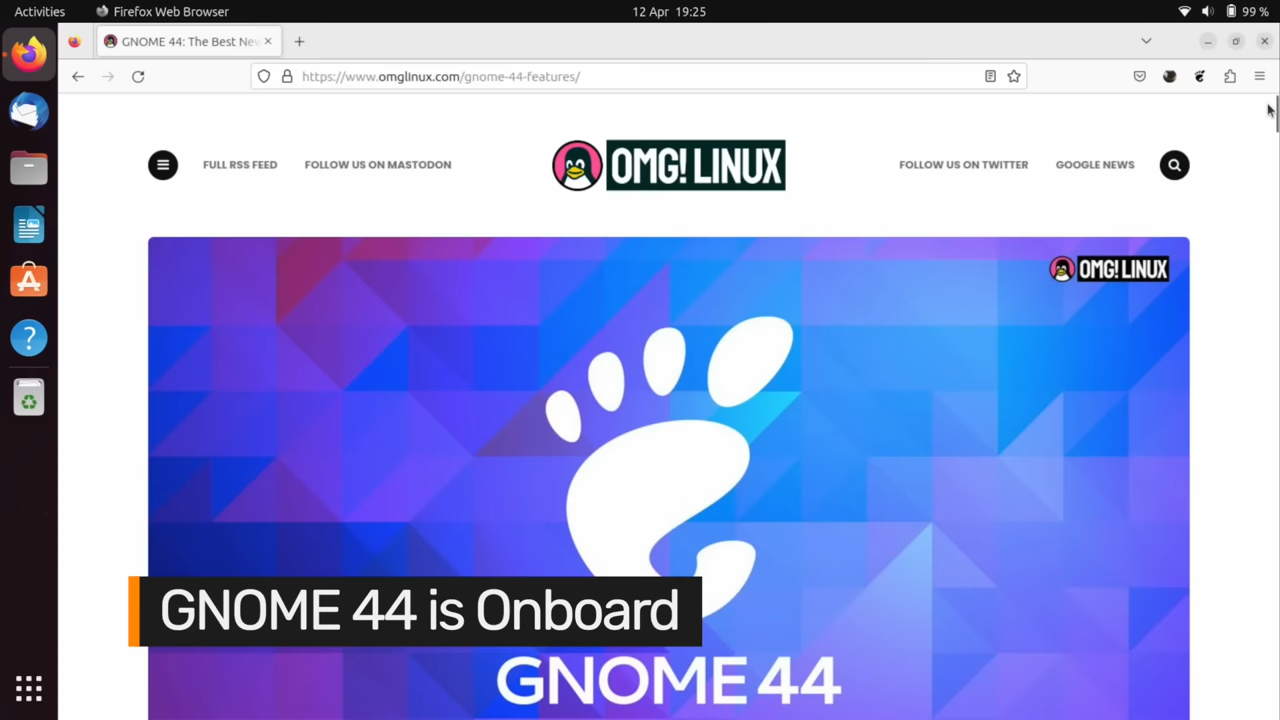 Activities
Firefox Web Browser
12 Apr 19:25
99 %
GNOME 44: The Best Nev
https://www.omglinux.com/gnome-44-features/
FULL RSS FEED
FOLLOW US ON MASTODON
OMG! LINUX
FOLLOW US ON TWITTER
GOOGLE NEWS
OMG! LINUX
GNOME 44 is Onboard
GNOME 44